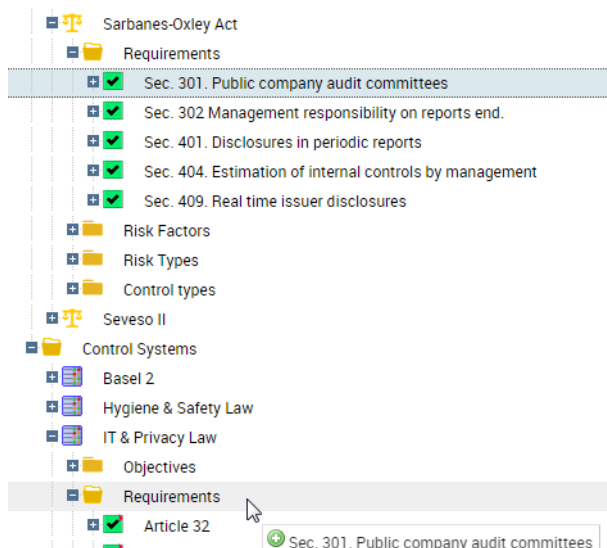 Sarbanes-Oxley Act
Requirements
Sec. 301. Public company audit committees
Sec. 302 Management responsibility on reports end.
Sec. 401. Disclosures in periodic reports
Sec. 404. Estimation of internal controls by management
Sec. 409. Real time issuer disclosures
Risk Factors
Risk Types
Control types
Seveso II
Control Systems
Basel 2
Hygiene & Safety Law
IT & Privacy Law
Objectives
Requirements
Article 32
Sec. 301. Public company audit committees